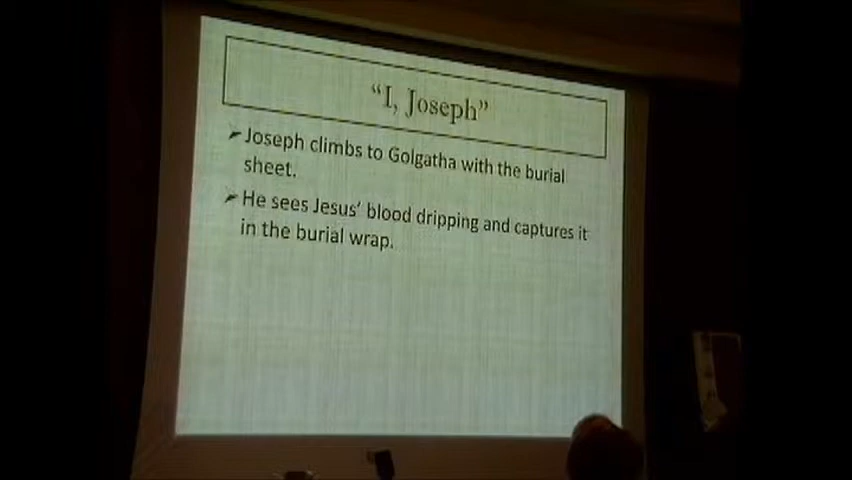 “I, Joseph”
➢Joseph climbs to Golgatha with the burial
sheet.
➢He sees Jesus’ blood dripping and captures it
in the burial wrap.